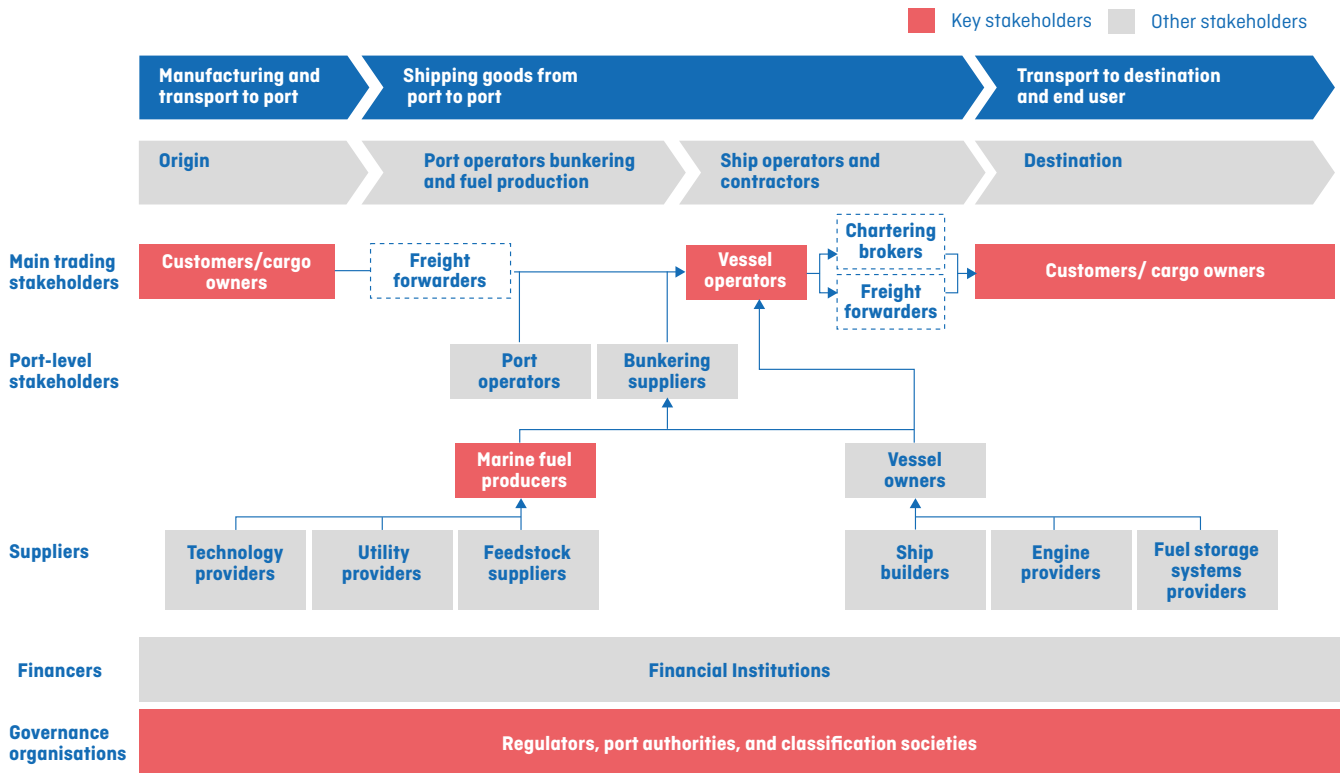 Key stakeholders
Other stakeholders
Manufacturing and
transport to port
Shipping goods from
port to port
Transport to destination
and end user
Origin
Port operators bunkering
and fuel production
Ship operators and
contractors
Destination
Main trading
stakeholders
Customers/cargo
owners
Freight
forwarders
Vessel
operators
Chartering
brokers
Freight
forwarders
Customers/ cargo owners
Port-level
stakeholders
Port
operators
Bunkering
suppliers
Marine fuel
producers
Vessel
owners
Suppliers
Technology
providers
Utility
providers
Feedstock
suppliers
Ship
builders
Engine
providers
Fuel storage
systems
providers
Financers
Financial Institutions
Governance
organisations
Regulators, port authorities, and classification societies